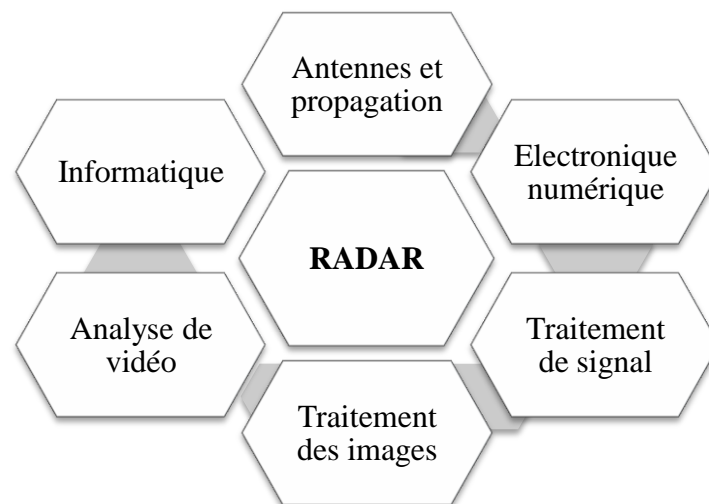 Antennes et
propagation
Informatique
Electronique
numérique
RADAR
Analyse de
vidéo
Traitement
de signal
Traitement
des images